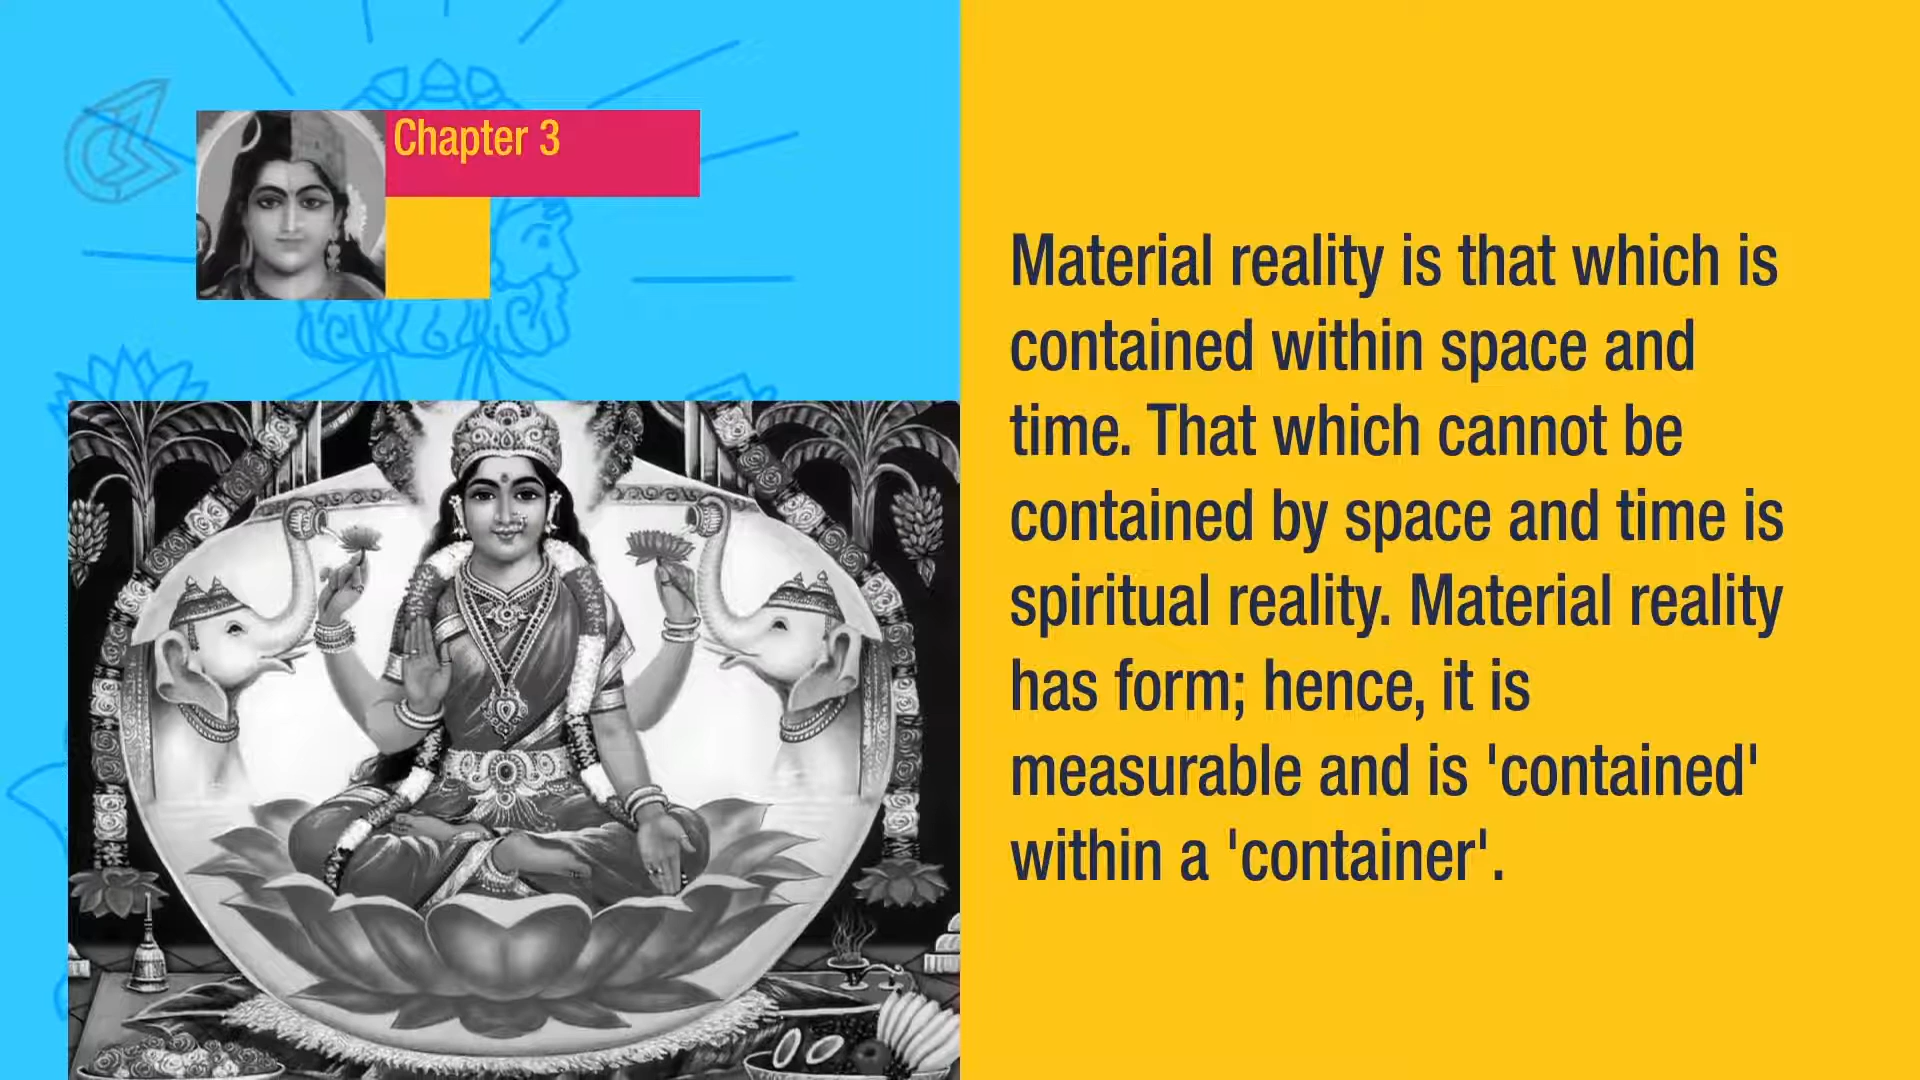 Chapter 3
Material reality is that which is
contained within space and
time. That which cannot be
contained by space and time is
spiritual reality. Material reality
has form; hence, it is
measurable and is 'contained'
within a 'container'.